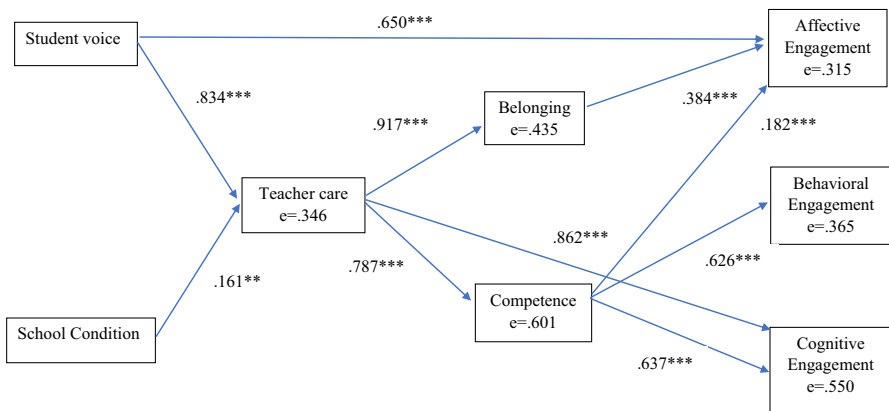 Student voice
.650***
Affective
Engagement
e=.315
.834***
.384***
Belonging
e=.435
.917***
.182***
Teacher care
e=.346
Behavioral
Engagement
e=.365
.862***
.626***
.787***
.161**
Competence
e=.601
School Condition
.637***
Cognitive
Engagement
e=.550